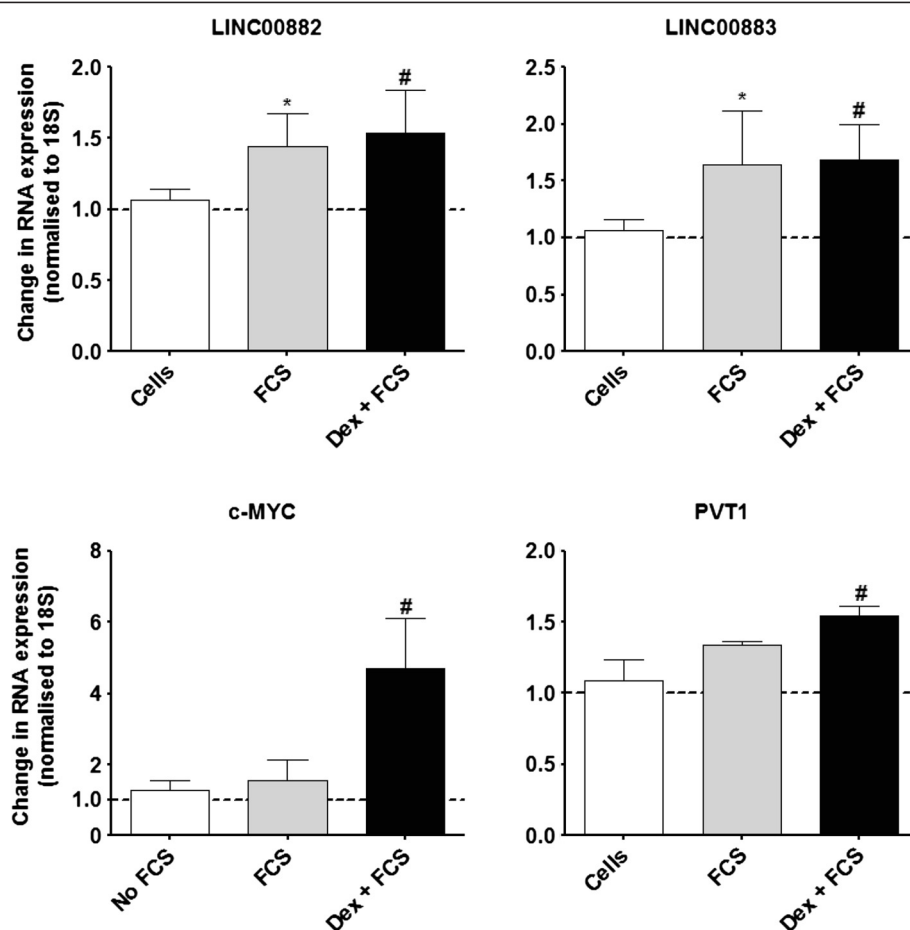 LINC00882
Change in RNA expression
(normalised to 18S)
2.0
1.5
1.0
0.5
0.0
*
#
Cells
FCS
Dex + FCS
LINC00883
2.5
2.0
1.5
1.0
0.5
0.0
*
#
Cells
FCS
Dex + FCS
c-MYC
Change in RNA expression
(normalised to 18S)
8
6
4
2
1.0
0
#
No FCS
FCS
Dex + FCS
PVT1
2.0
1.5
1.0
0.5
0.0
#
Cells
FCS
Dex + FCS